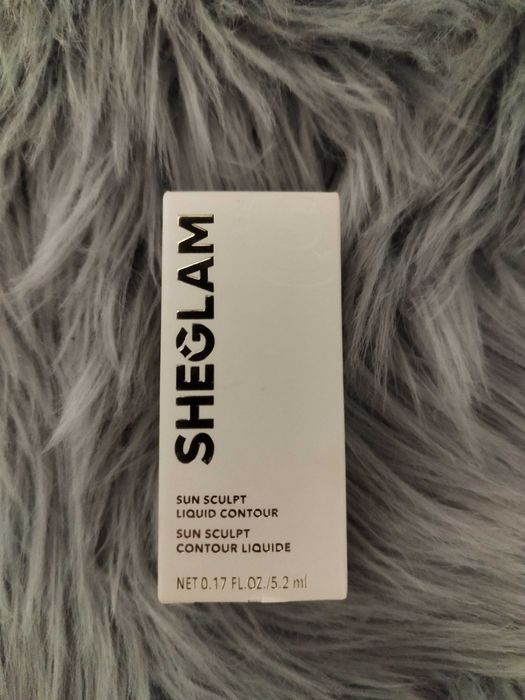 SHEGLAM
SUN SCULPT
LIQUID CONTOUR
SUN SCULPT
CONTOUR LIQUIDE
NET 0.17 FL.OZ./5.2 ml